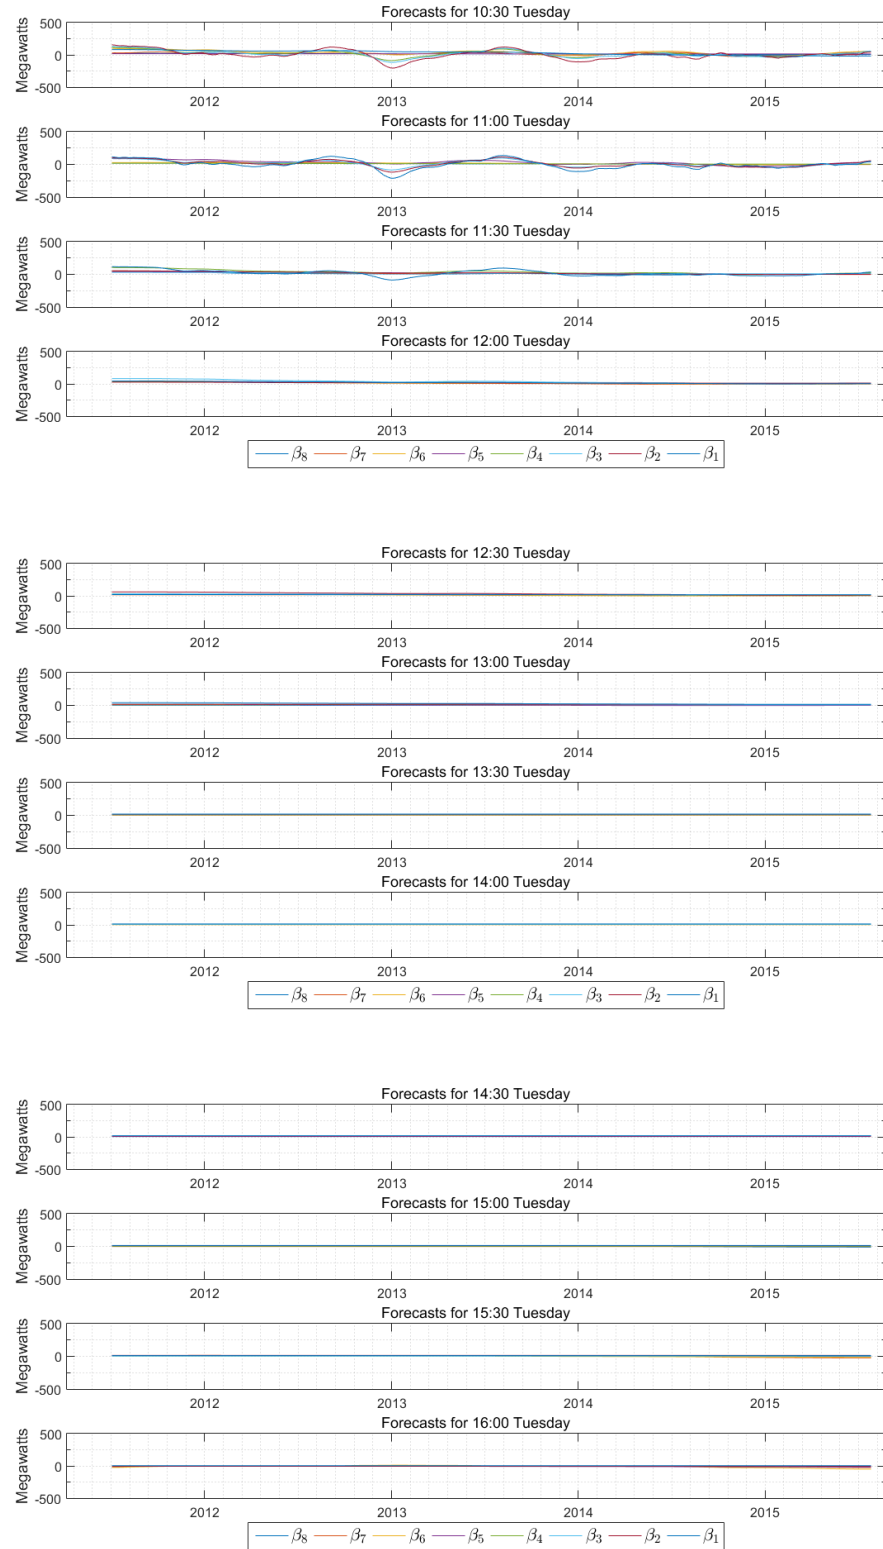 Forecasts for 10:30 Tuesday
Megawatts
500
0
-500
2012 2013 2014 2015
Forecasts for 11:00 Tuesday
Megawatts
500
0
-500
2012 2013 2014 2015
Forecasts for 11:30 Tuesday
Megawatts
500
0
-500
2012 2013 2014 2015
Forecasts for 12:00 Tuesday
Megawatts
500
0
-500
2012 2013 2014 2015
β8 β7 β6 β5 β4 β3 β2 β1
Forecasts for 12:30 Tuesday
Megawatts
500
0
-500
2012 2013 2014 2015
Forecasts for 13:00 Tuesday
Megawatts
500
0
-500
2012 2013 2014 2015
Forecasts for 13:30 Tuesday
Megawatts
500
0
-500
2012 2013 2014 2015
Forecasts for 14:00 Tuesday
Megawatts
500
0
-500
2012 2013 2014 2015
β8 β7 β6 β5 β4 β3 β2 β1
Forecasts for 14:30 Tuesday
Megawatts
500
0
-500
2012 2013 2014 2015
Forecasts for 15:00 Tuesday
Megawatts
500
0
-500
2012 2013 2014 2015
Forecasts for 15:30 Tuesday
Megawatts
500
0
-500
2012 2013 2014 2015
Forecasts for 16:00 Tuesday
Megawatts
500
0
-500
2012 2013 2014 2015
β8 β7 β6 β5 β4 β3 β2 β1